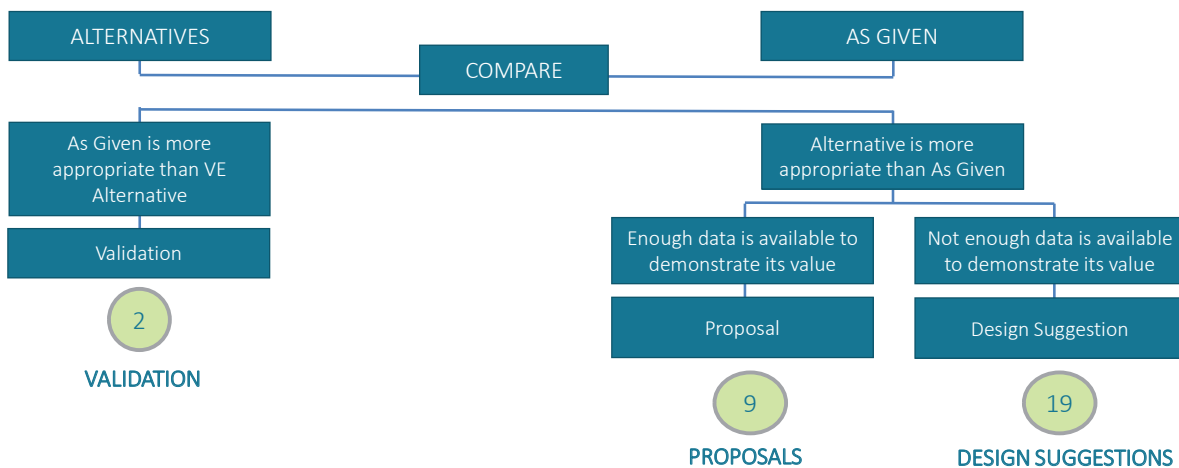 ALTERNATIVES
AS GIVEN
COMPARE
As Given is more
appropriate than VE
Alternative
Alternative is more
appropriate than As Given
Validation
Enough data is available to
demonstrate its value
Not enough data is available
to demonstrate its value
Proposal
Design Suggestion
2
VALIDATION
9
PROPOSALS
19
DESIGN SUGGESTIONS